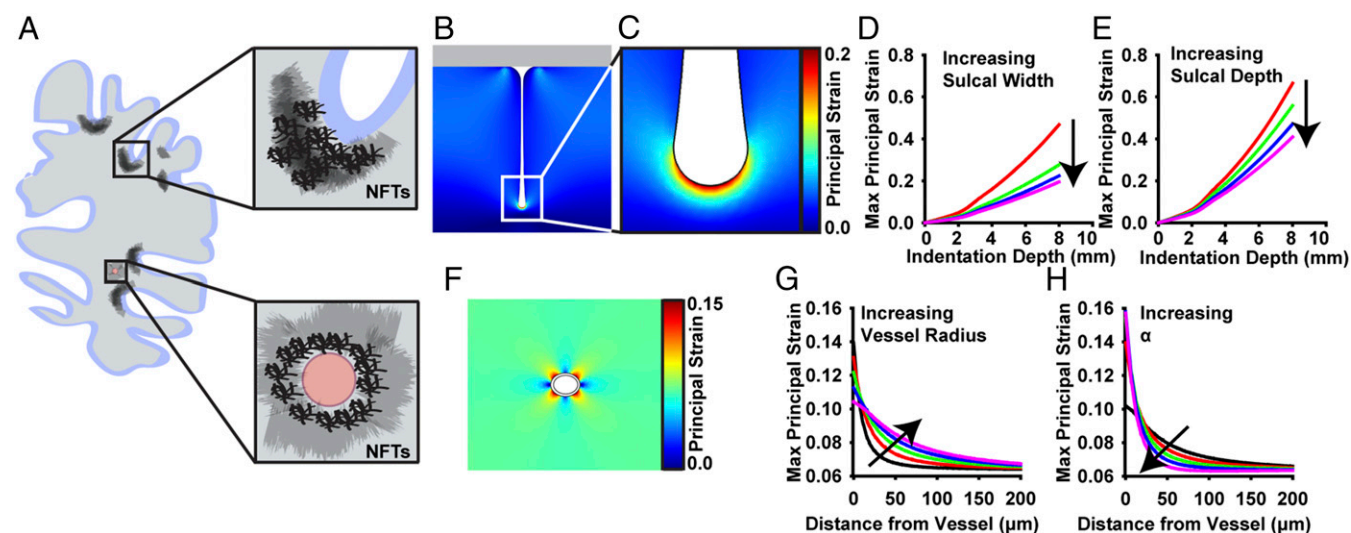 A
NFTs
NFTs
B
C
0.2
Principal Strain
0.0
D
Max Principal Strain
0.8
0.6
0.4
0.2
0.0
Increasing
Sulcal Width
0 2 4 6 8 10
Indentation Depth (mm)
E
Max Principal Strain
0.8
0.6
0.4
0.2
0.0
Increasing
Sulcal Depth
0 2 4 6 8 10
Indentation Depth (mm)
F
0.15
Principal Strain
0.0
G
Max Principal Strain
0.16
0.14
0.12
0.10
0.08
0.06
Increasing
Vessel Radius
0 50 100 150 200
Distance from Vessel (µm)
H
Max Principal Strian
0.16
0.14
0.12
0.10
0.08
0.06
Increasing
α
0 50 100 150 200
Distance from Vessel (µm)